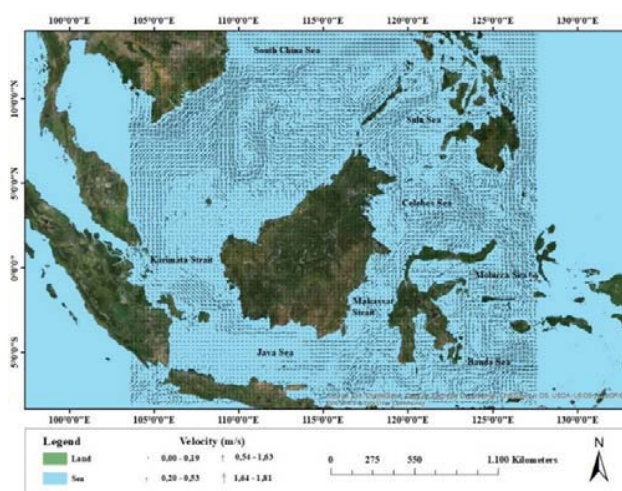 100°0'0"E 105°0'0"E 110°0'0"E 115°0'0"E 120°0'0"E 125°0'0"E 130°0'0"E
South China Sea
10°0'0"N
Sulu Sea
5°0'0"N
Celebes Sea
Karimata Strait
0°0'0"
Molucca Sea
Makassar
Strait
Java Sea
5°0'0"S
Banda Sea
100°0'0"E 105°0'0"E 110°0'0"E 115°0'0"E 120°0'0"E 125°0'0"E 130°0'0"E
Legend
Land
Sea
Velocity (m/s)
0,00 - 0,19
0,20 - 0,53
0,54 - 1,63
1,64 - 1,81
0 275 550 1.100 Kilometers
N